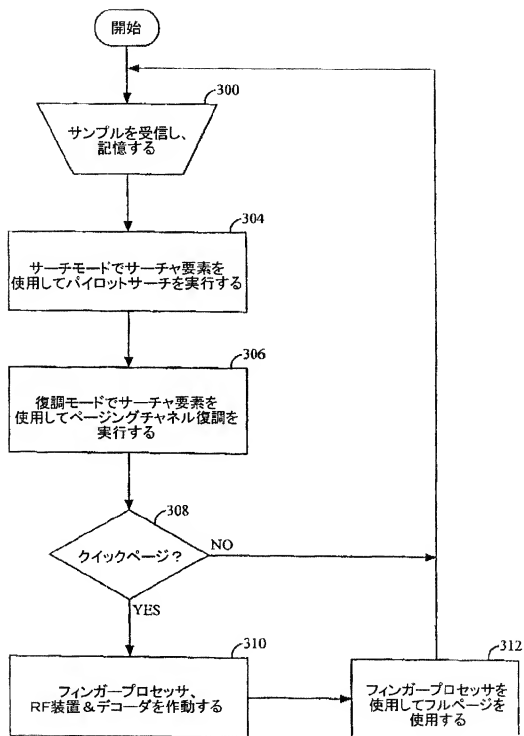 開始
300
サンプルを受信し、
記憶する
304
サーチモードでサーチャ要素を
使用してパイロットサーチを実行する
306
復調モードでサーチャ要素を
使用してページングチャネル復調を
実行する
308
クイックページ？
NO
YES
310
フィンガープロセッサ、
RF装置＆デコーダを作動する
312
フィンガープロセッサを
使用してフルページを
使用する